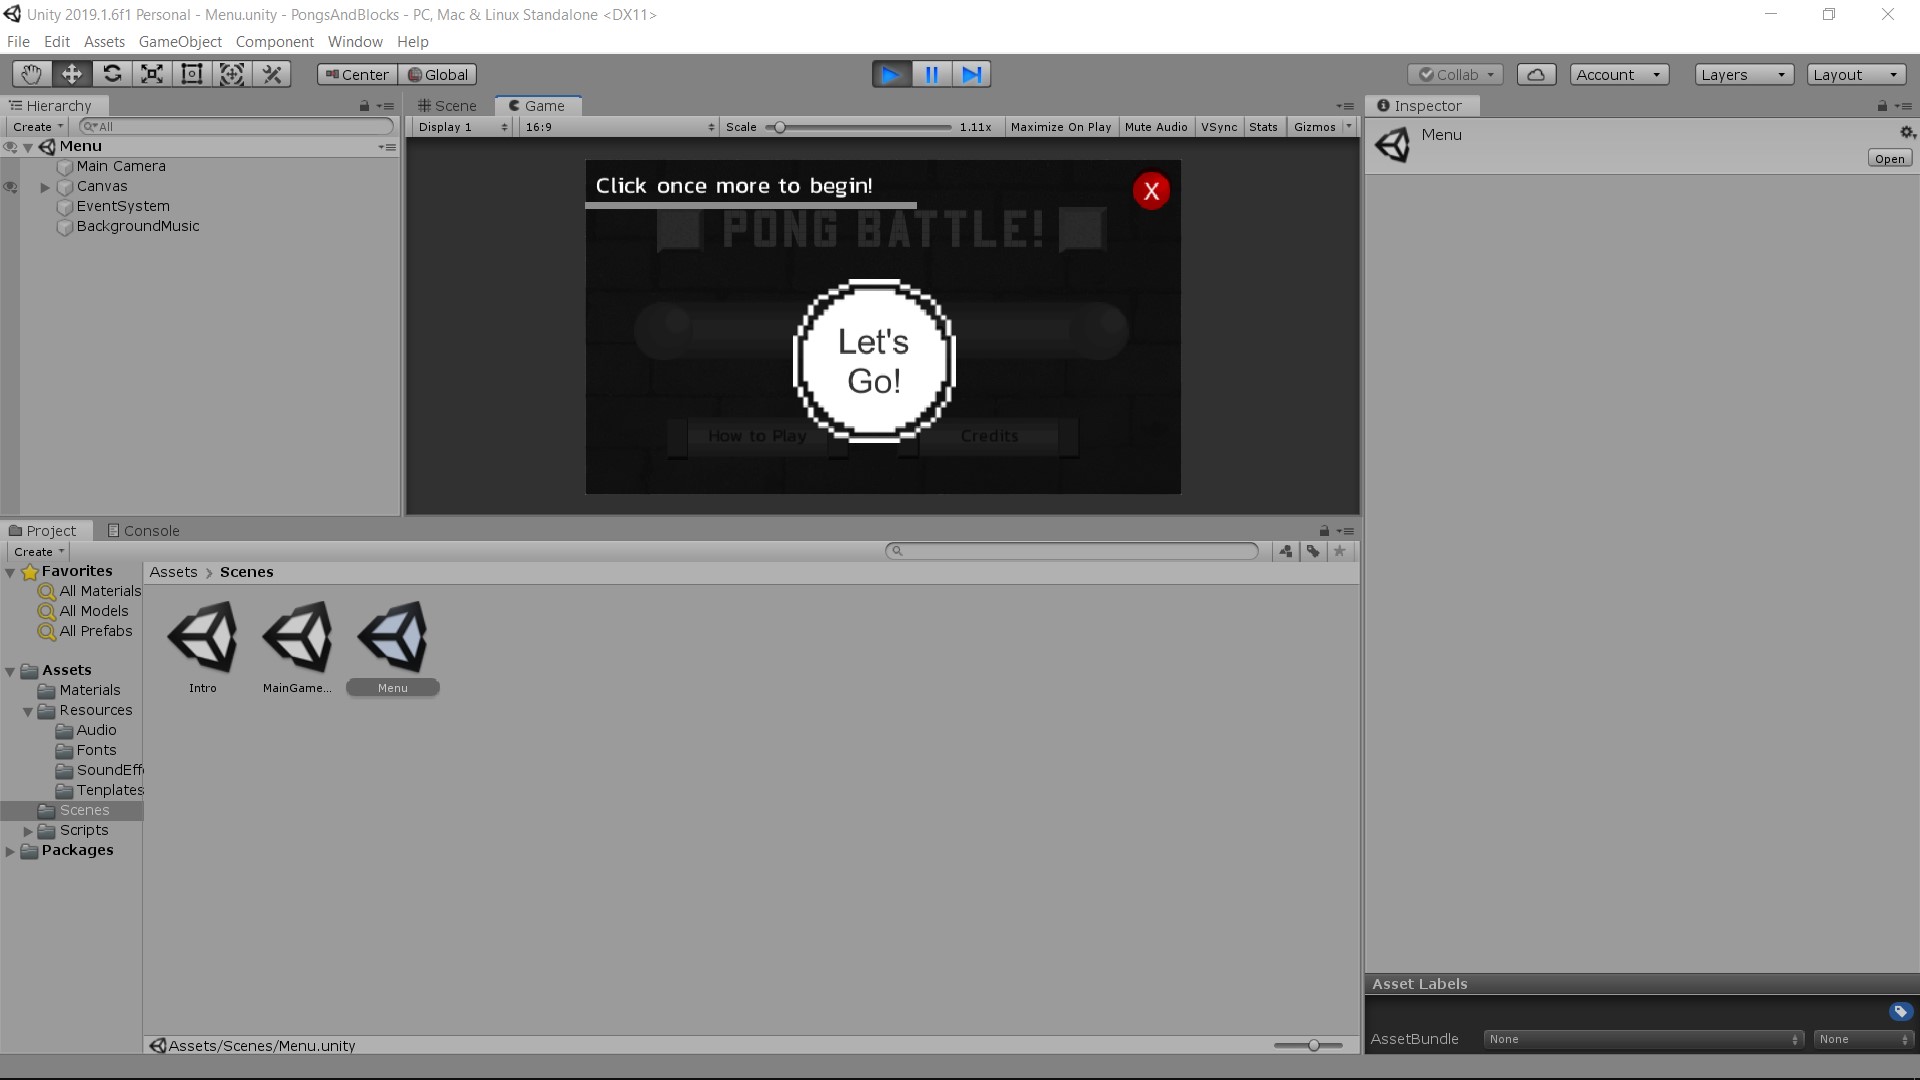 Unity 2019.1.6f1 Personal - Menu.unity - PongsAndBlocks - PC, Mac & Linux Standalone <DX11>
File Edit Assets GameObject Component Window Help
Center Global Collab Account Layers Layout
Hierarchy
Create All
Menu
Main Camera
Canvas
EventSystem
BackgroundMusic
Scene Game
Display 1 16:9 Scale 1.11x Maximize On Play Mute Audio VSync Stats Gizmos
Click once more to begin!
X
PONG BATTLE!
Let's
Go!
How to Play Credits
Inspector
Menu
Open
Project Console
Create
Favorites
All Materials
All Models
All Prefabs
Assets
Materials
Resources
Audio
Fonts
SoundEff
Tenplates
Scenes
Scripts
Packages
Assets > Scenes
Intro MainGame... Menu
Assets/Scenes/Menu.unity
Asset Labels
AssetBundle None None